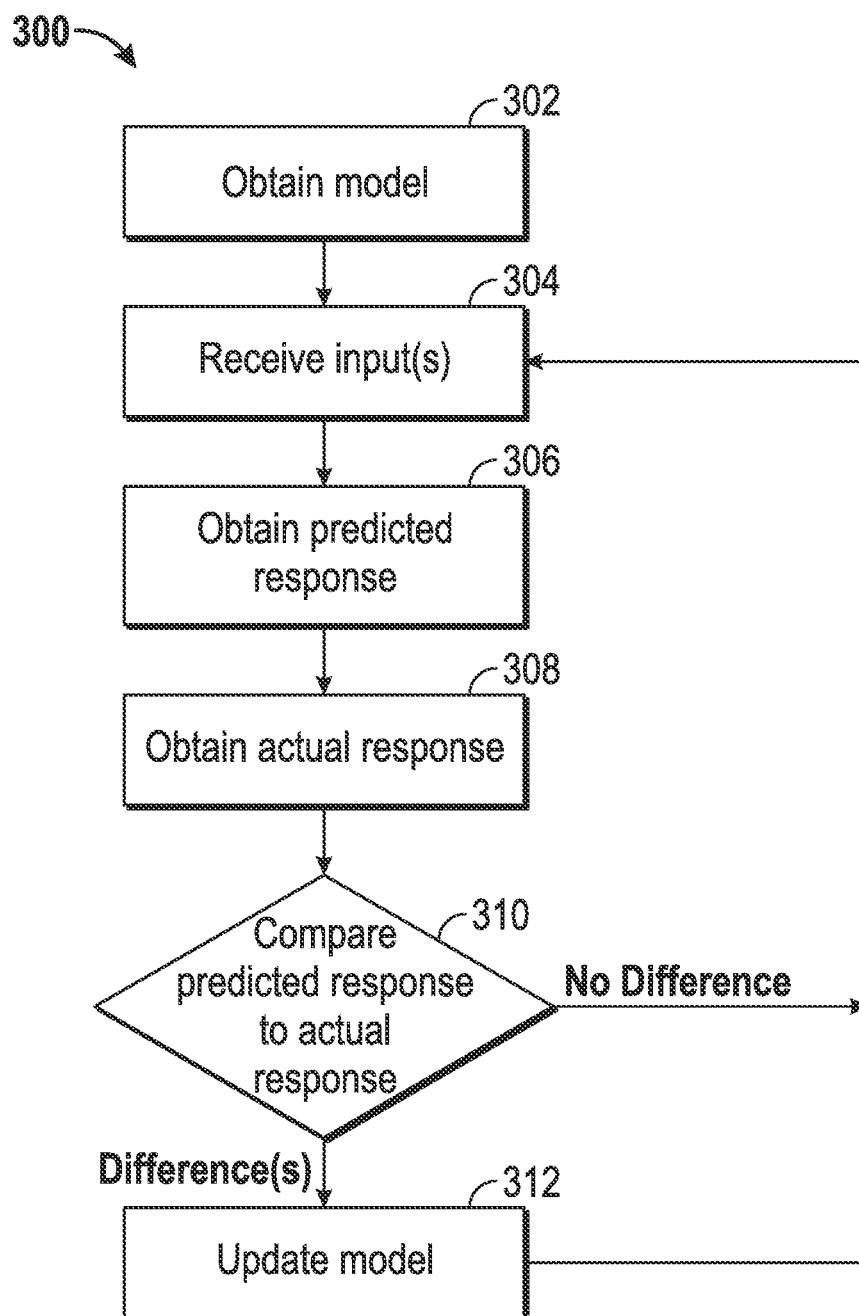 300
302
Obtain model
304
Receive input(s)
306
Obtain predicted
response
308
Obtain actual response
310
Compare
predicted response
to actual
response
No Difference
Difference(s)
312
Update model